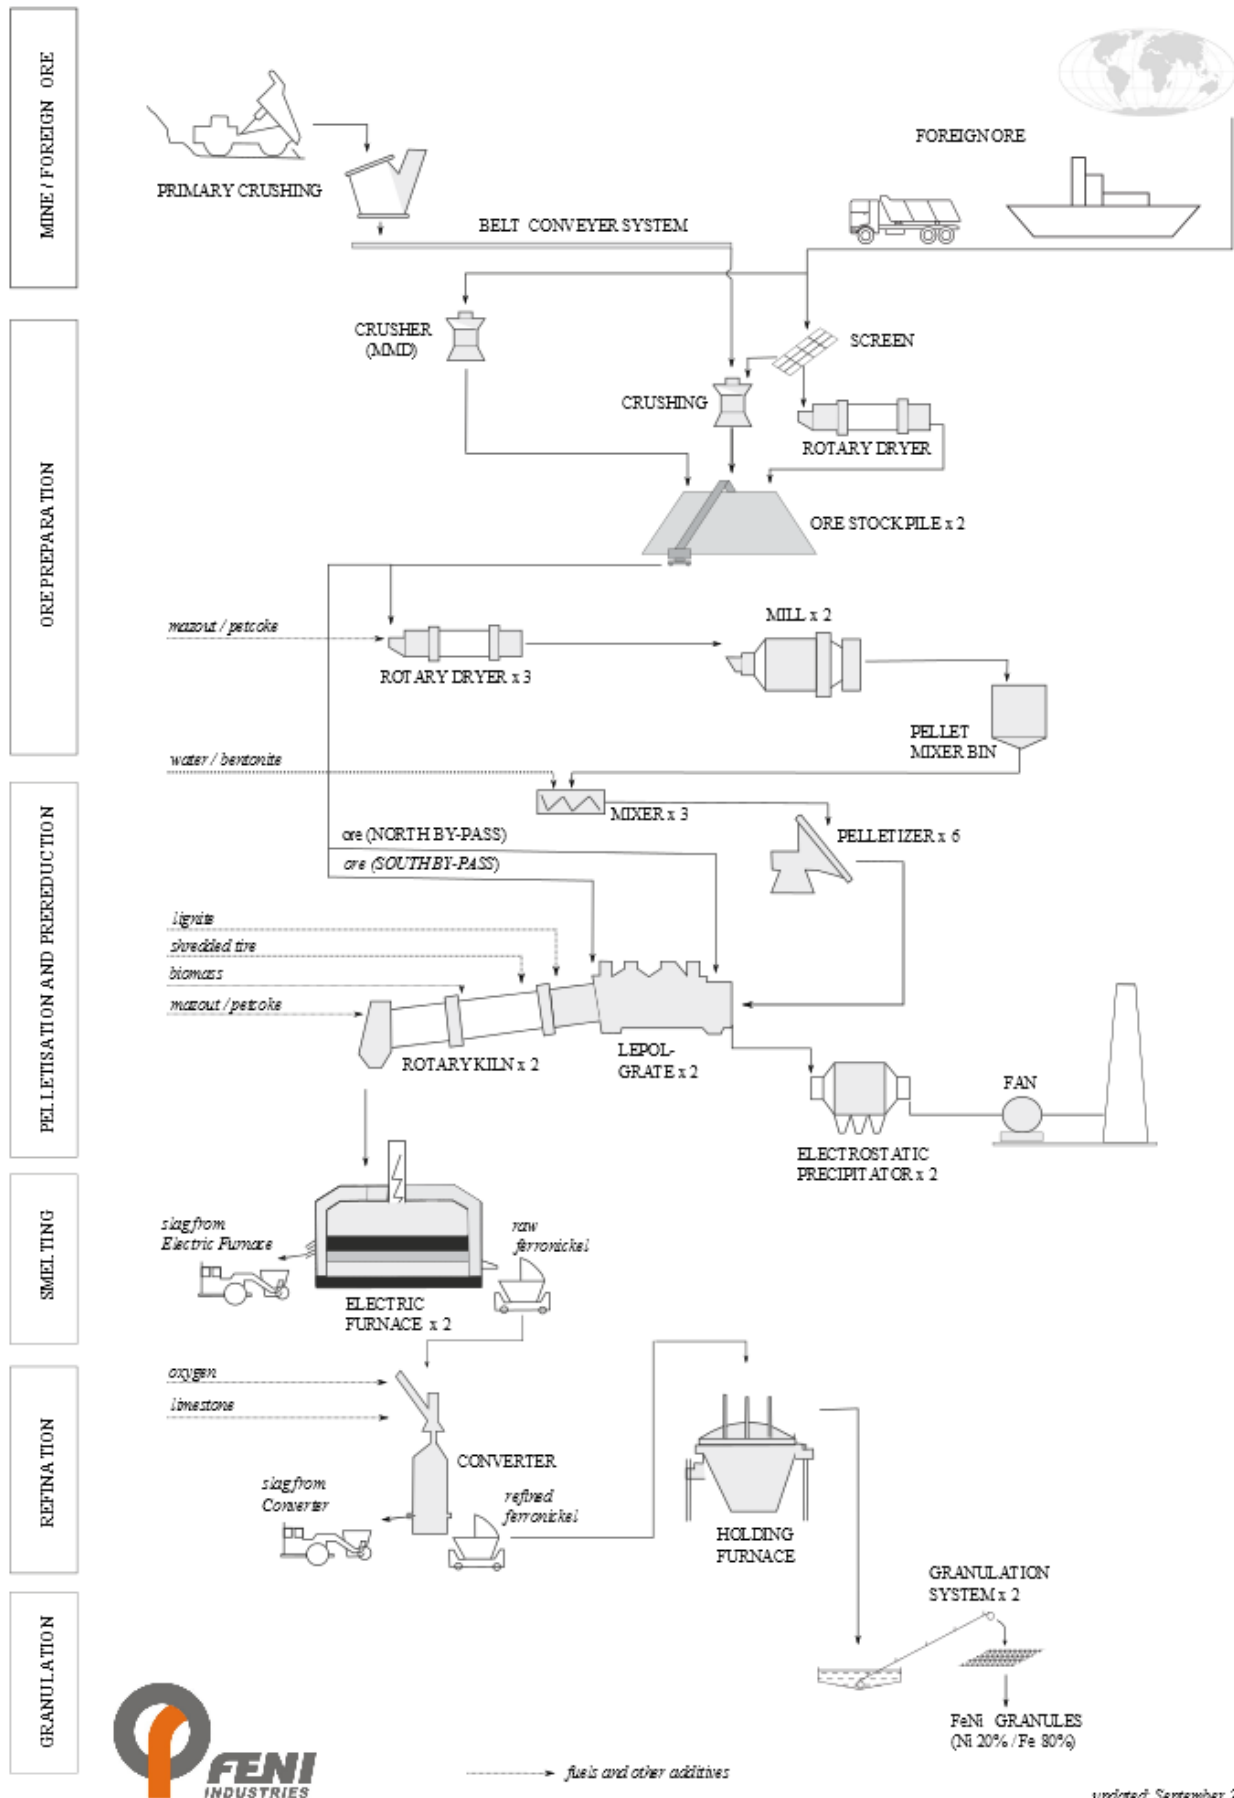 MINE / FOREIGN ORE
FOREIGN ORE
PRIMARY CRUSHING
BELT CONVEYER SYSTEM
CRUSHER
(MMD)
SCREEN
CRUSHING
ROTARY DRYER
ORE PREPARATION
ORE STOCKPILE x 2
MILL x 2
mazout / petcoke
ROTARY DRYER x 3
PELLET
MIXER BIN
water / bentonite
MIXER x 3
PELLETISATION AND PREREDUCTION
ore (NORTH BY-PASS)
PELLETIZER x 6
ore (SOUTH BY-PASS)
lignite
shredded tire
biomass
mazout / petcoke
ROTARY KILN x 2
LEPOL-
GRATE x 2
FAN
ELECTROSTATIC
PRECIPITATOR x 2
SMELTING
slag from
Electric Furnace
raw
ferronickel
ELECTRIC
FURNACE x 2
REFINATION
oxygen
limestone
CONVERTER
slag from
Converter
refined
ferronickel
HOLDING
FURNACE
GRANULATION
GRANULATION
SYSTEM x 2
FeNi GRANULES
(Ni 20% / Fe 80%)
FENI
INDUSTRIES
fuels and other additives
updated: September 2